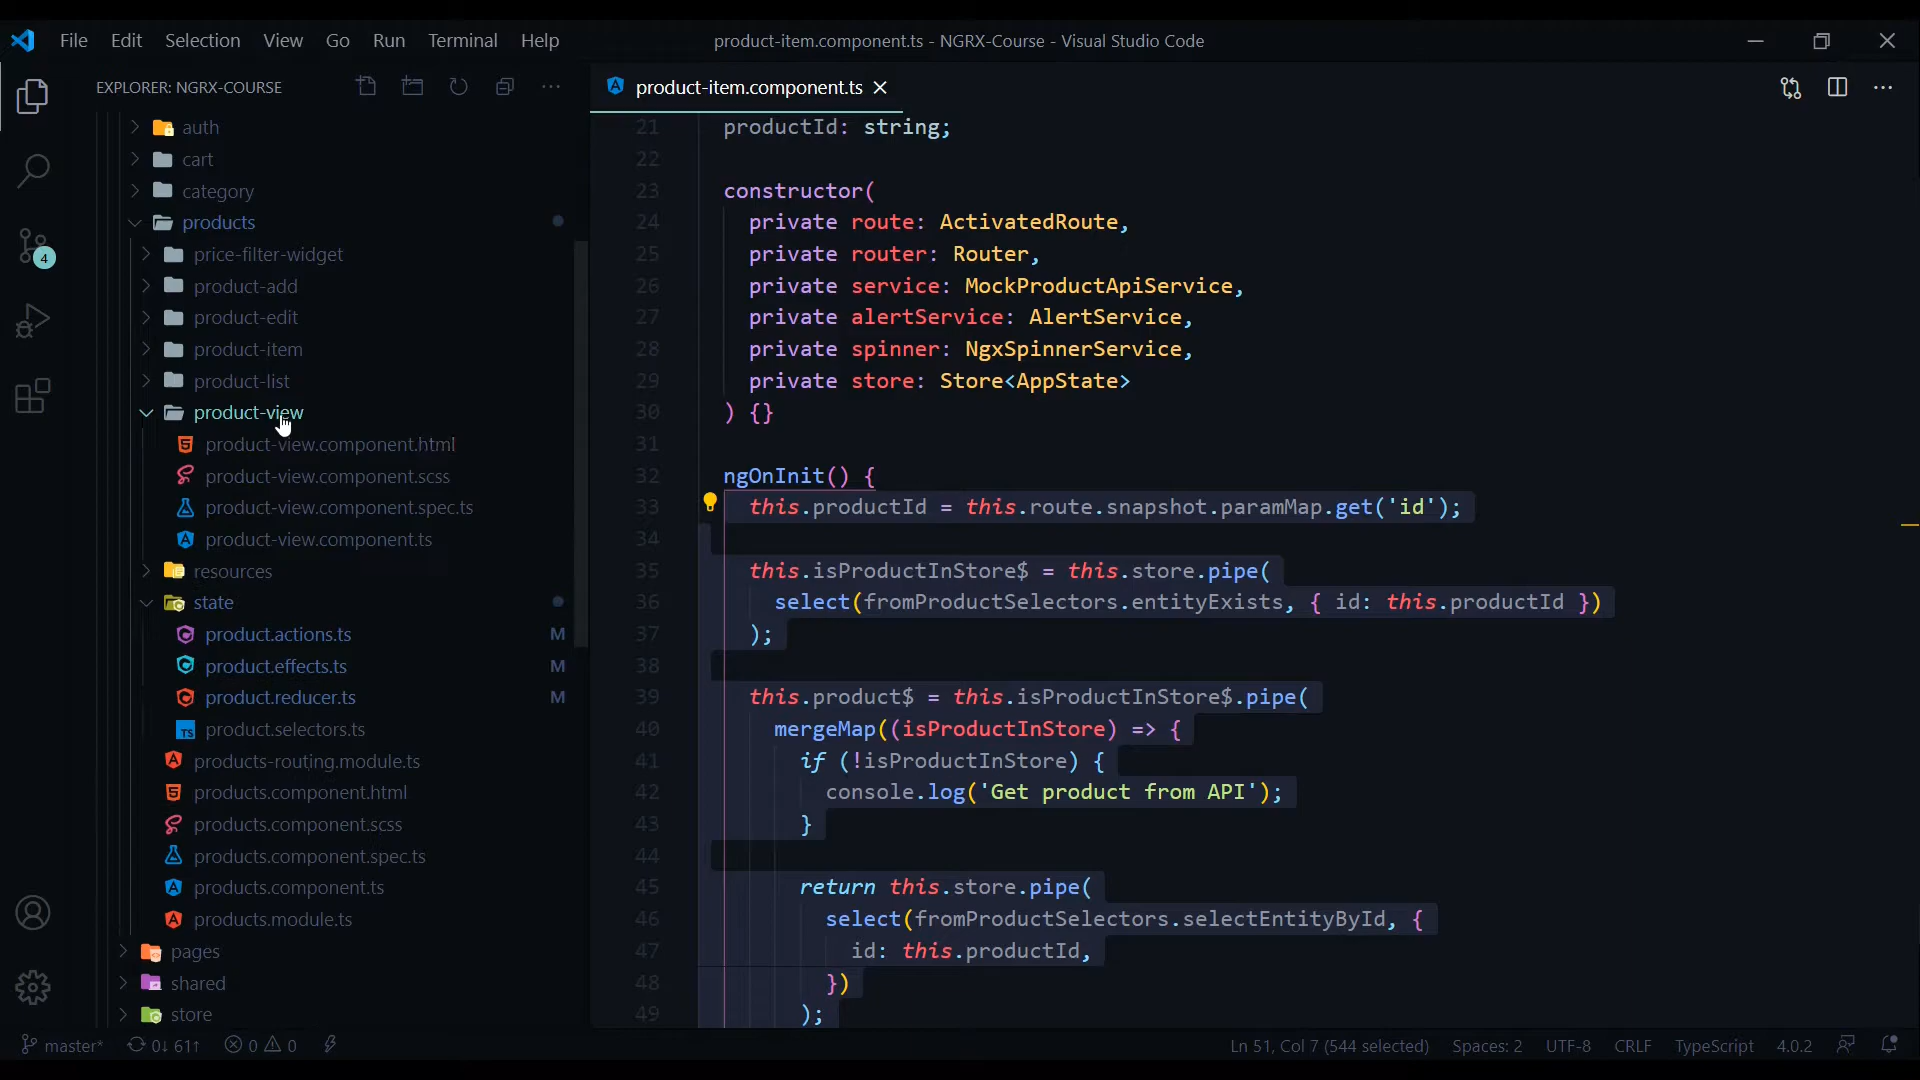 File Edit Selection View Go Run Terminal Help
product-item.component.ts - NGRX-Course - Visual Studio Code
EXPLORER: NGRX-COURSE
auth
cart
category
products
price-filter-widget
product-add
product-edit
product-item
product-list
product-view
product-view.component.html
product-view.component.scss
product-view.component.spec.ts
product-view.component.ts
resources
state
product.actions.ts M
product.effects.ts M
product.reducer.ts M
TS product.selectors.ts
products-routing.module.ts
products.component.html
products.component.scss
products.component.spec.ts
products.component.ts
products.module.ts
pages
shared
store
4
product-item.component.ts
21 productId: string;
22
23 constructor(
24 private route: ActivatedRoute,
25 private router: Router,
26 private service: MockProductApiService,
27 private alertService: AlertService,
28 private spinner: NgxSpinnerService,
29 private store: Store<AppState>
30 ) {}
31
32 ngOnInit() {
33 this.productId = this.route.snapshot.paramMap.get('id');
34
35 this.isProductInStore$ = this.store.pipe(
36 select(fromProductSelectors.entityExists, { id: this.productId })
37 );
38
39 this.product$ = this.isProductInStore$.pipe(
40 mergeMap((isProductInStore) => {
41 if (!isProductInStore) {
42 console.log('Get product from API');
43 }
44
45 return this.store.pipe(
46 select(fromProductSelectors.selectEntityById, {
47 id: this.productId,
48 })
49 );
master* 0↓ 61↑ 0 0
Ln 51, Col 7 (544 selected) Spaces: 2 UTF-8 CRLF TypeScript 4.0.2